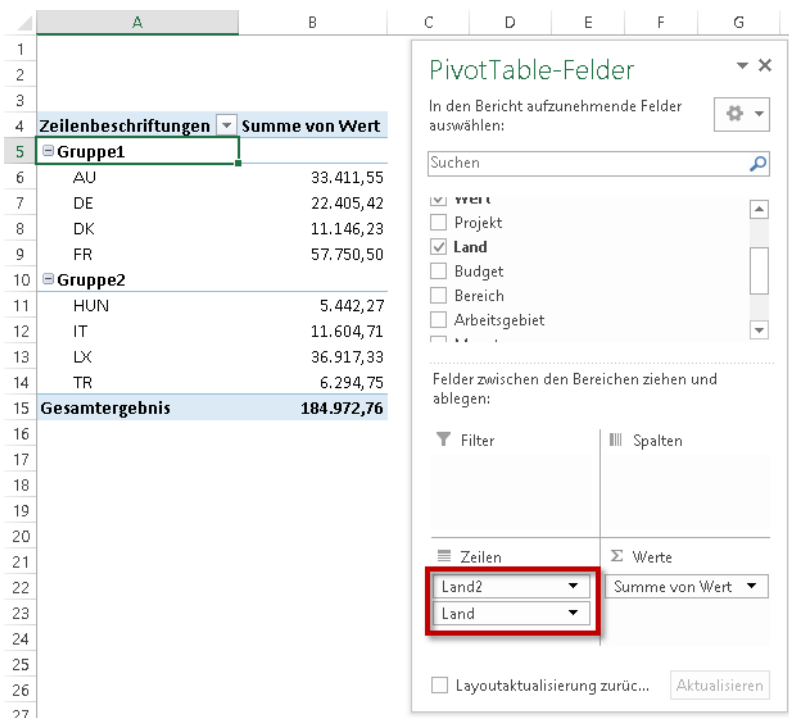 A B C D E F G
1
2
3
4 Zeilenbeschriftungen Summe von Wert
5 Gruppe1
6 AU 33.411,55
7 DE 22.405,42
8 DK 11.146,23
9 FR 57.750,50
10 Gruppe2
11 HUN 5.442,27
12 IT 11.604,71
13 LX 36.917,33
14 TR 6.294,75
15 Gesamtergebnis 184.972,76
16
17
18
19
20
21
22
23
24
25
26
27
PivotTable-Felder
In den Bericht aufzunehmende Felder
auswählen:
Suchen
Wert
Projekt
Land
Budget
Bereich
Arbeitsgebiet
Felder zwischen den Bereichen ziehen und
ablegen:
Filter Spalten
Zeilen Σ Werte
Land2 Summe von Wert
Land
Layoutaktualisierung zurüc... Aktualisieren